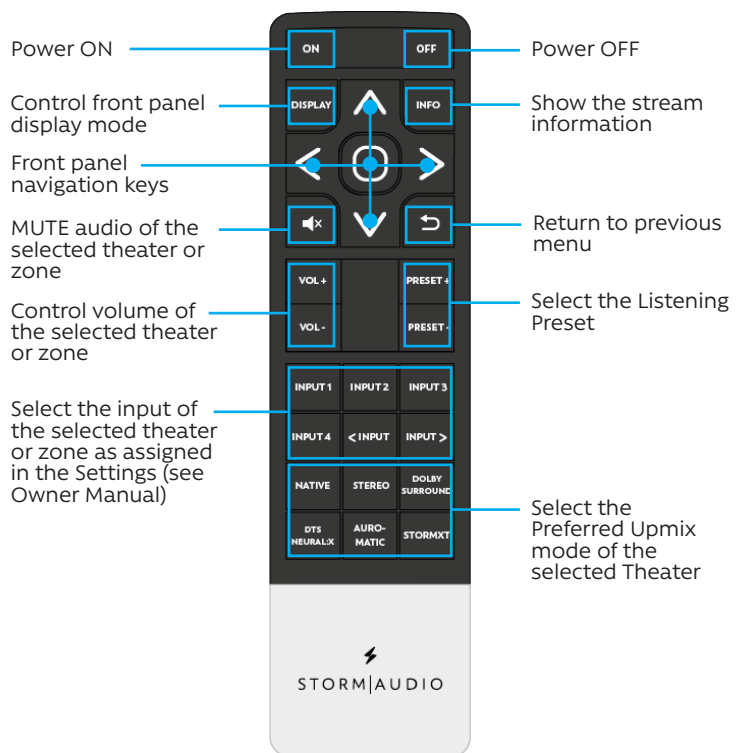 Power ON
ON
OFF
Power OFF
Control front panel
display mode
DISPLAY
INFO
Show the stream
information
Front panel
navigation keys
MUTE audio of the
selected theater or
zone
Return to previous
menu
Control volume of
the selected theater
or zone
VOL +
VOL -
PRESET +
PRESET -
Select the Listening
Preset
Select the input of
the selected theater
or zone as assigned
in the Settings (see
Owner Manual)
INPUT 1
INPUT 2
INPUT 3
INPUT 4
< INPUT
INPUT >
NATIVE
STEREO
DOLBY
SURROUND
DTS
NEURAL:X
AURO-
MATIC
STORMXT
Select the
Preferred Upmix
mode of the
selected Theater
STORM|AUDIO